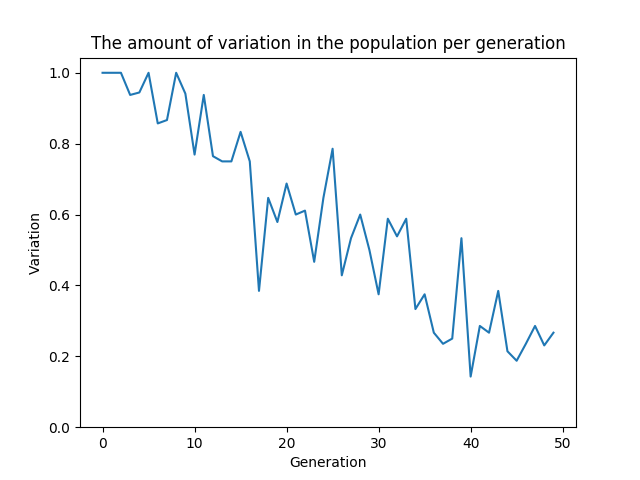 The amount of variation in the population per generation
1.0
0.8
0.6
0.4
0.2
0.0
Variation
0 10 20 30 40 50
Generation